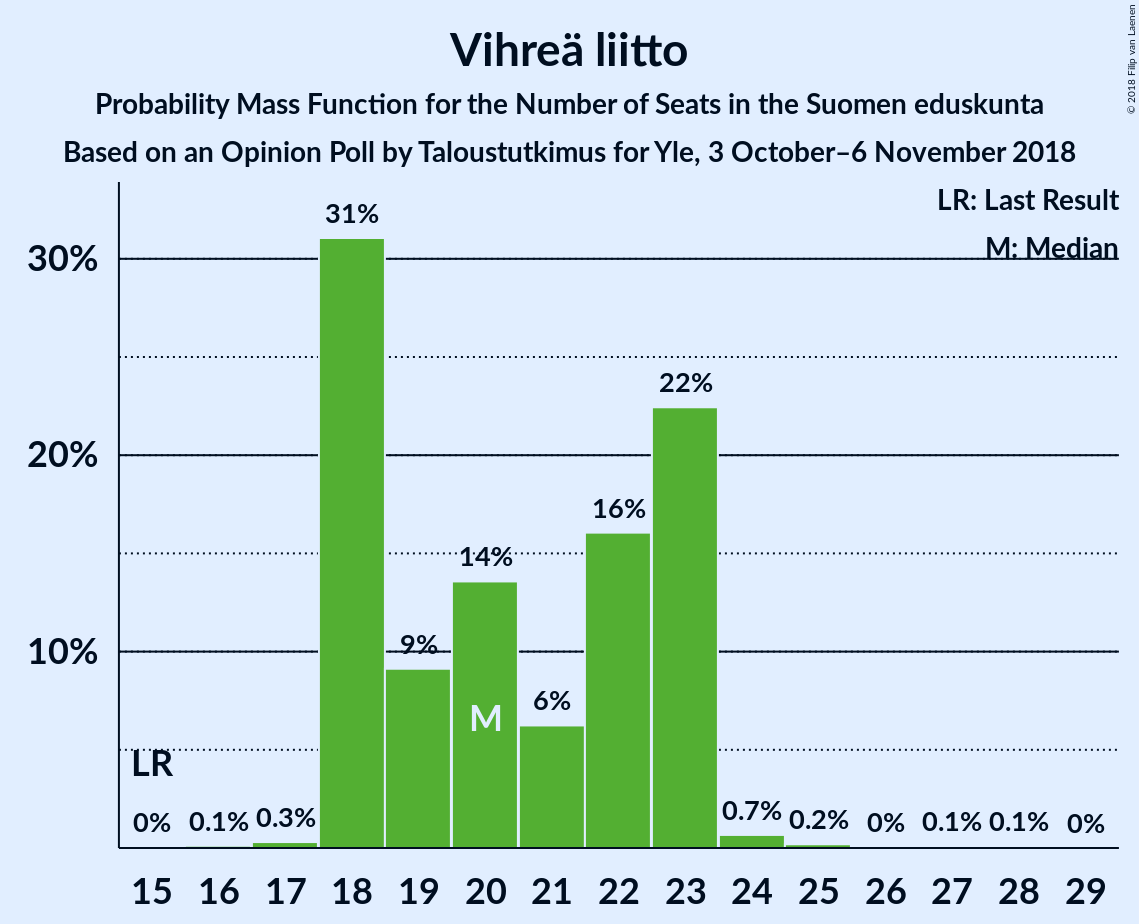 Vihreä liitto
Probability Mass Function for the Number of Seats in the Suomen eduskunta
Based on an Opinion Poll by Taloustutkimus for Yle, 3 October–6 November 2018
© 2018 Filip van Laenen
LR: Last Result
M: Median
30%
20%
10%
31%
22%
16%
14%
9%
6%
M
LR
0% 0.1% 0.3% 0.7% 0.2% 0% 0.1% 0.1% 0%
15 16 17 18 19 20 21 22 23 24 25 26 27 28 29